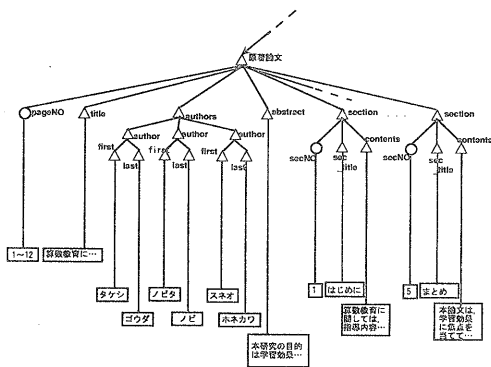 原著論文
pageNO title authors abstract section ... section
author author author
first last first last first last
secNO sec_title contents
secNO sec_title contents
1～12 算数教育に…
タケシ ノビタ スネオ
ゴウダ ノビ ホネカワ
本研究の目的
は学習効果…
1 はじめに
算数教育に
関しては,
指導内容…
5 まとめ
本論文は,
学習効果
に焦点を
当てて…